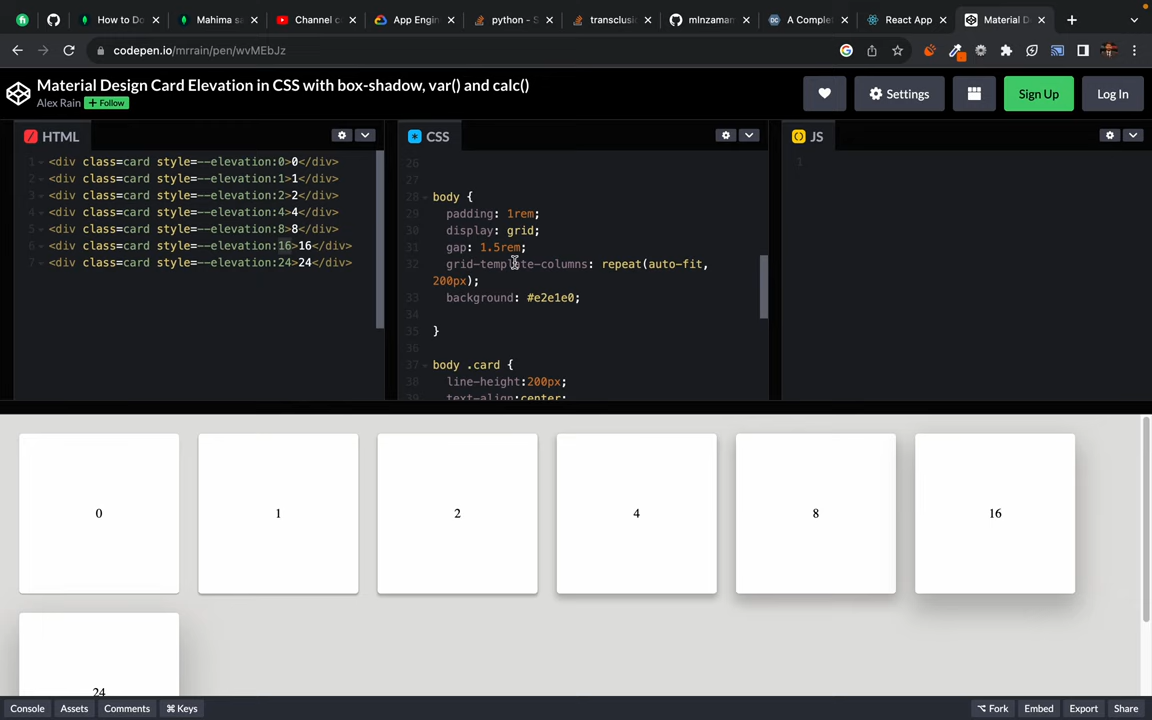 How to Do
Mahima sa
Channel c
App Engin
python - S
transclusio
mlnzaman
A Complet
React App
Material D
codepen.io/mrrain/pen/wvMEbJz
Material Design Card Elevation in CSS with box-shadow, var() and calc()
Alex Rain
+ Follow
Settings
Sign Up
Log In
HTML
CSS
JS
1 <div class=card style=--elevation:0>0</div>
2 <div class=card style=--elevation:1>1</div>
3 <div class=card style=--elevation:2>2</div>
4 <div class=card style=--elevation:4>4</div>
5 <div class=card style=--elevation:8>8</div>
6 <div class=card style=--elevation:16>16</div>
7 <div class=card style=--elevation:24>24</div>
26
27
28 body {
29 padding: 1rem;
30 display: grid;
31 gap: 1.5rem;
32 grid-template-columns: repeat(auto-fit,
200px);
33 background: #e2e1e0;
34
35 }
36
37 body .card {
38 line-height:200px;
39 text-align:center;
1
0
1
2
4
8
16
24
Console
Assets
Comments
⌘ Keys
⌥ Fork
Embed
Export
Share